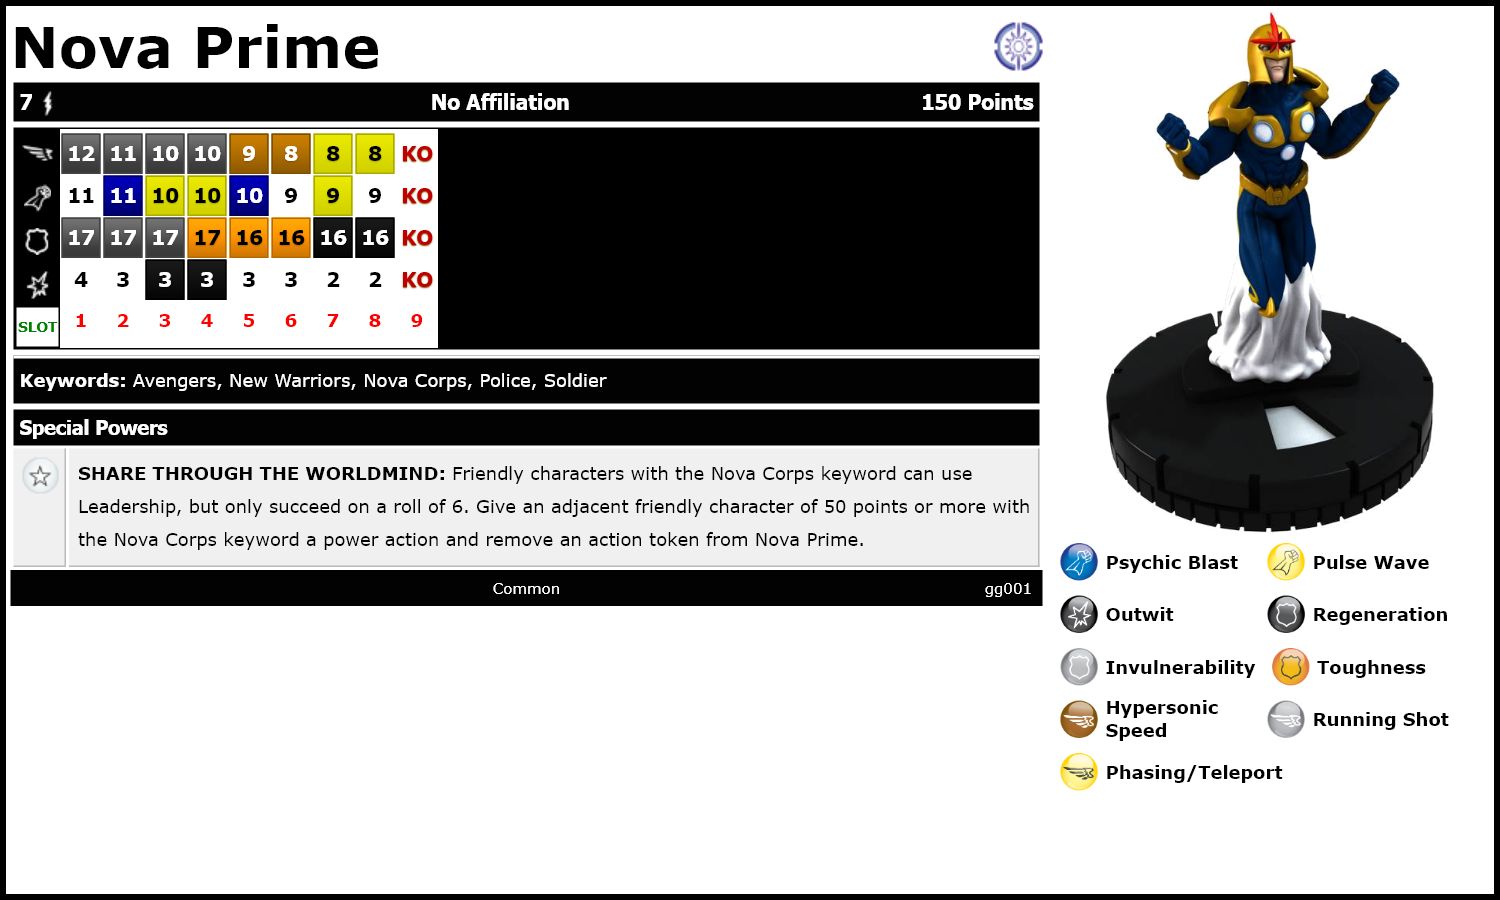 Nova Prime
7 No Affiliation 150 Points
12 11 10 10 9 8 8 8 KO
11 11 10 10 10 9 9 9 KO
17 17 17 17 16 16 16 16 KO
4 3 3 3 3 3 2 2 KO
SLOT 1 2 3 4 5 6 7 8 9
Keywords: Avengers, New Warriors, Nova Corps, Police, Soldier
Special Powers
SHARE THROUGH THE WORLDMIND: Friendly characters with the Nova Corps keyword can use
Leadership, but only succeed on a roll of 6. Give an adjacent friendly character of 50 points or more with
the Nova Corps keyword a power action and remove an action token from Nova Prime.
Common gg001
Psychic Blast Pulse Wave
Outwit Regeneration
Invulnerability Toughness
Hypersonic
Speed Running Shot
Phasing/Teleport